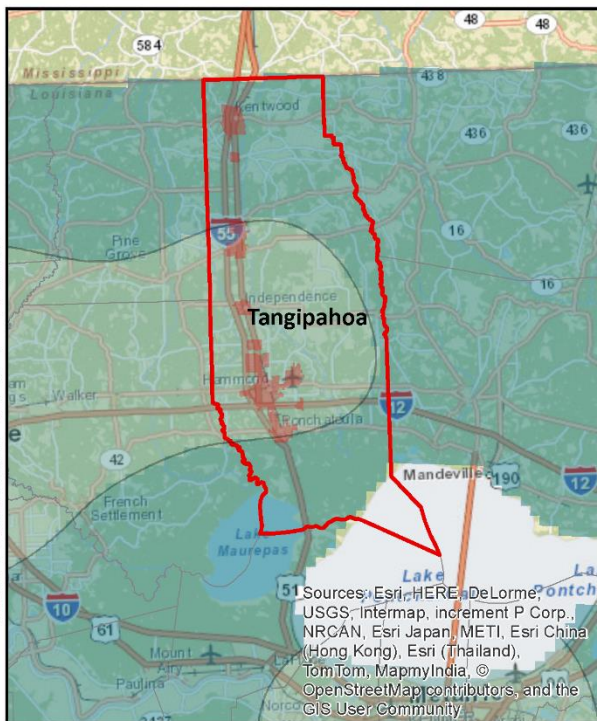 48
48
584
Mississippi
Louisiana
438
Kentwood
436
436
55
16
Pine
Grove
16
Independence
Tangipahoa
Walker
Hammond
12
Ponchatoula
42
Mandeville
190
12
French
Settlement
Lake
Maurepas
Lake
10
51
61
Mount
Airy
Paulina
Sources: Esri, HERE, DeLorme,
USGS, Intermap, increment P Corp.,
NRCAN, Esri Japan, METI, Esri China
(Hong Kong), Esri (Thailand),
TomTom, MapmyIndia, ©
OpenStreetMap contributors, and the
GIS User Community